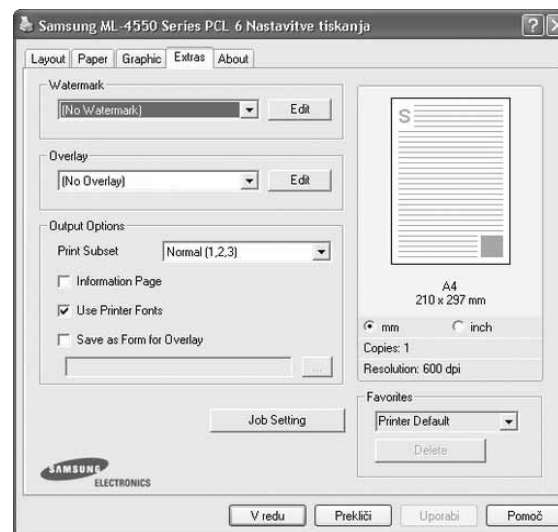 Samsung ML-4550 Series PCL 6 Nastavitve tiskanja
Layout Paper Graphic Extras About
Watermark
(No Watermark)
Edit
Overlay
(No Overlay)
Edit
Output Options
Print Subset
Normal (1,2,3)
Information Page
Use Printer Fonts
Save as Form for Overlay
...
Job Setting
SAMSUNG
ELECTRONICS
S
A4
210 x 297 mm
mm inch
Copies: 1
Resolution: 600 dpi
Favorites
Printer Default
Delete
V redu Prekliči Uporabi Pomoč